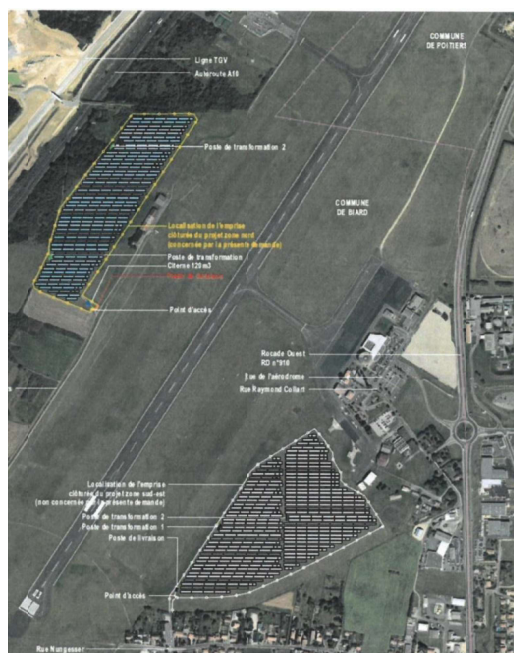 COMMUNE
DE POITIERS
Ligne TGV
Autoroute A10
Poste de transformation 2
COMMUNE
DE BIARD
Localisation de l'emprise
clôturée du projet zone nord
(concernée par la présente demande)
Poste de transformation
Citerne 120m3
Point d'accès
Rocade Ouest
RD n°910
Rue de l'aérodrome
Rue Raymond Collart
Localisation de l'emprise
clôturée du projet zone sud-est
(non concernée par la présente demande)
Poste de transformation 2
Poste de transformation 1
Poste de livraison
Point d'accès
Rue Nungesser